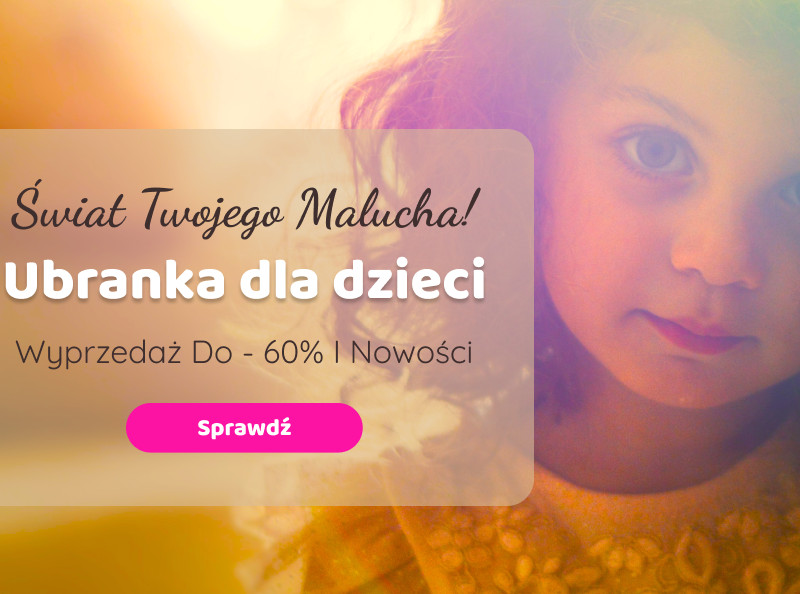 Świat Twojego Malucha!
Ubranka dla dzieci
Wyprzedaż Do - 60% I Nowości
Sprawdź